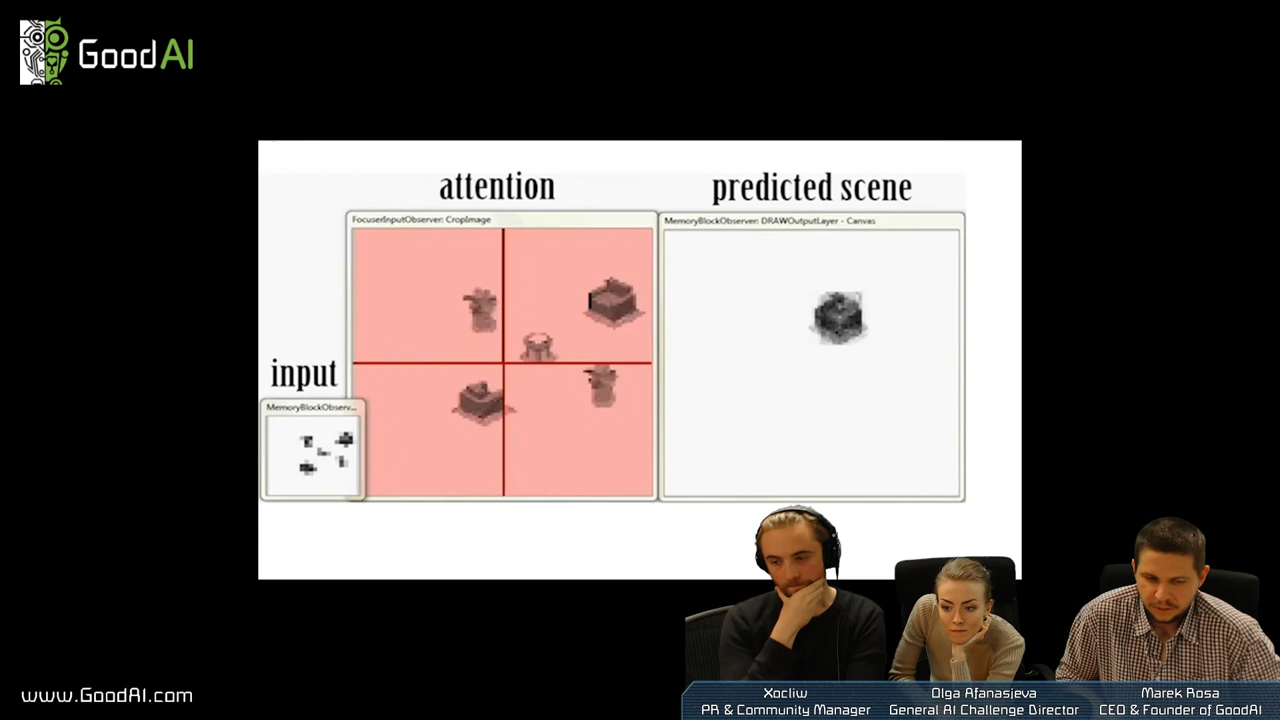 GoodAI
attention
predicted scene
FocuserInputObserver: CropImage
MemoryBlockObserver: DRAWOutputLayer - Canvas
input
MemoryBlockObserv...
www.GoodAI.com
Xocliw
PR & Community Manager
Olga Afanasjeva
General AI Challenge Director
Marek Rosa
CEO & Founder of GoodAI